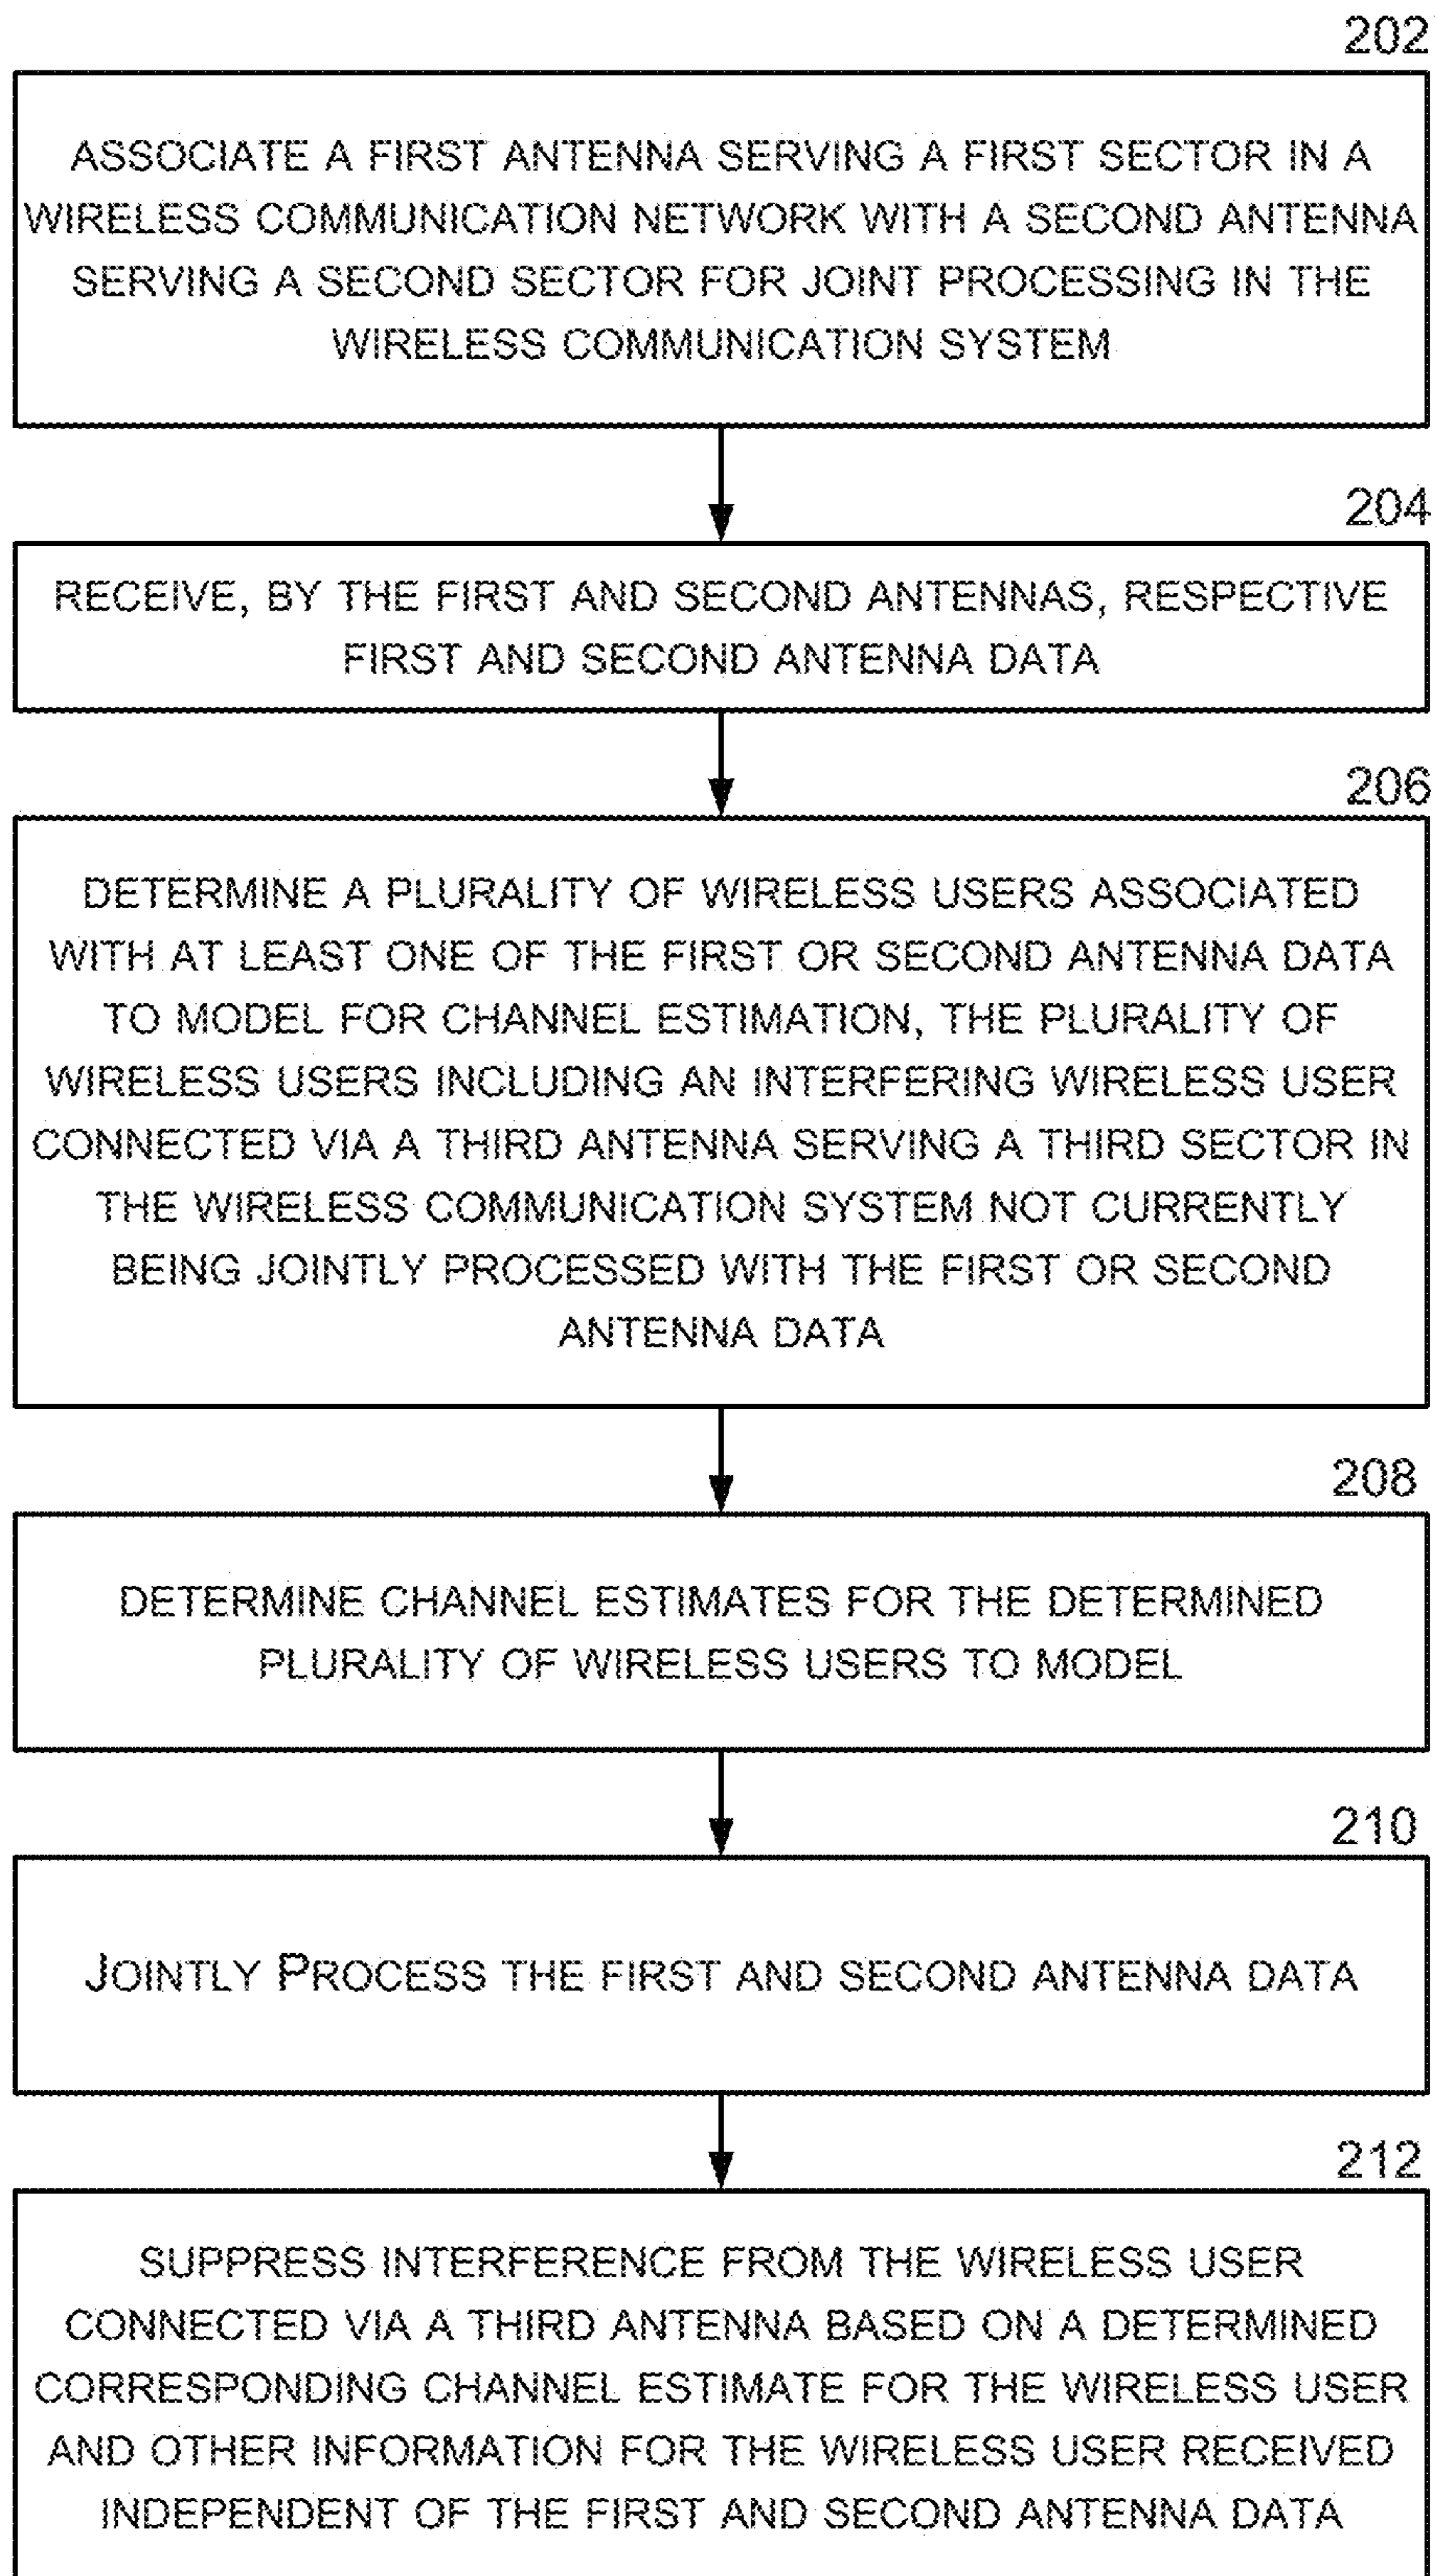 202
ASSOCIATE A FIRST ANTENNA SERVING A FIRST SECTOR IN A
WIRELESS COMMUNICATION NETWORK WITH A SECOND ANTENNA
SERVING A SECOND SECTOR FOR JOINT PROCESSING IN THE
WIRELESS COMMUNICATION SYSTEM
204
RECEIVE, BY THE FIRST AND SECOND ANTENNAS, RESPECTIVE
FIRST AND SECOND ANTENNA DATA
206
DETERMINE A PLURALITY OF WIRELESS USERS ASSOCIATED
WITH AT LEAST ONE OF THE FIRST OR SECOND ANTENNA DATA
TO MODEL FOR CHANNEL ESTIMATION, THE PLURALITY OF
WIRELESS USERS INCLUDING AN INTERFERING WIRELESS USER
CONNECTED VIA A THIRD ANTENNA SERVING A THIRD SECTOR IN
THE WIRELESS COMMUNICATION SYSTEM NOT CURRENTLY
BEING JOINTLY PROCESSED WITH THE FIRST OR SECOND
ANTENNA DATA
208
DETERMINE CHANNEL ESTIMATES FOR THE DETERMINED
PLURALITY OF WIRELESS USERS TO MODEL
210
JOINTLY PROCESS THE FIRST AND SECOND ANTENNA DATA
212
SUPPRESS INTERFERENCE FROM THE WIRELESS USER
CONNECTED VIA A THIRD ANTENNA BASED ON A DETERMINED
CORRESPONDING CHANNEL ESTIMATE FOR THE WIRELESS USER
AND OTHER INFORMATION FOR THE WIRELESS USER RECEIVED
INDEPENDENT OF THE FIRST AND SECOND ANTENNA DATA